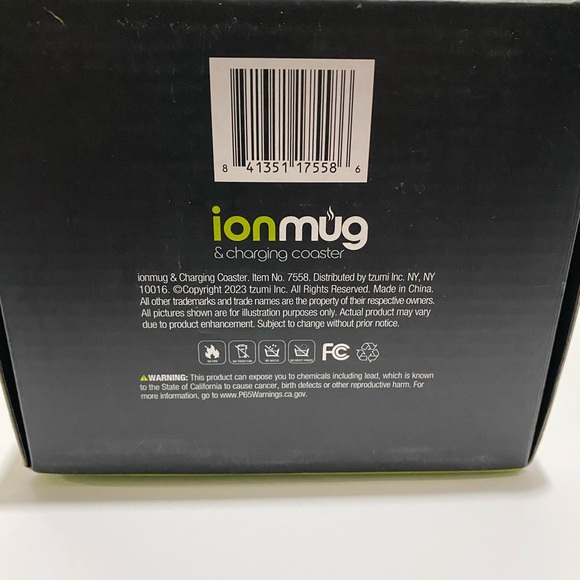 8 41351 17558 6
ionmug
& charging coaster
ionmug & Charging Coaster. Item No. 7558. Distributed by tzumi Inc. NY, NY
10016. ©Copyright 2023 tzumi Inc. All Rights Reserved. Made in China.
All other trademarks and trade names are the property of their respective owners.
All pictures shown are for illustration purposes only. Actual product may vary
due to product enhancement. Subject to change without prior notice.
FC
WARNING: This product can expose you to chemicals including lead, which is known
to the State of California to cause cancer, birth defects or other reproductive harm. For
more information, go to www.P65Warnings.ca.gov.